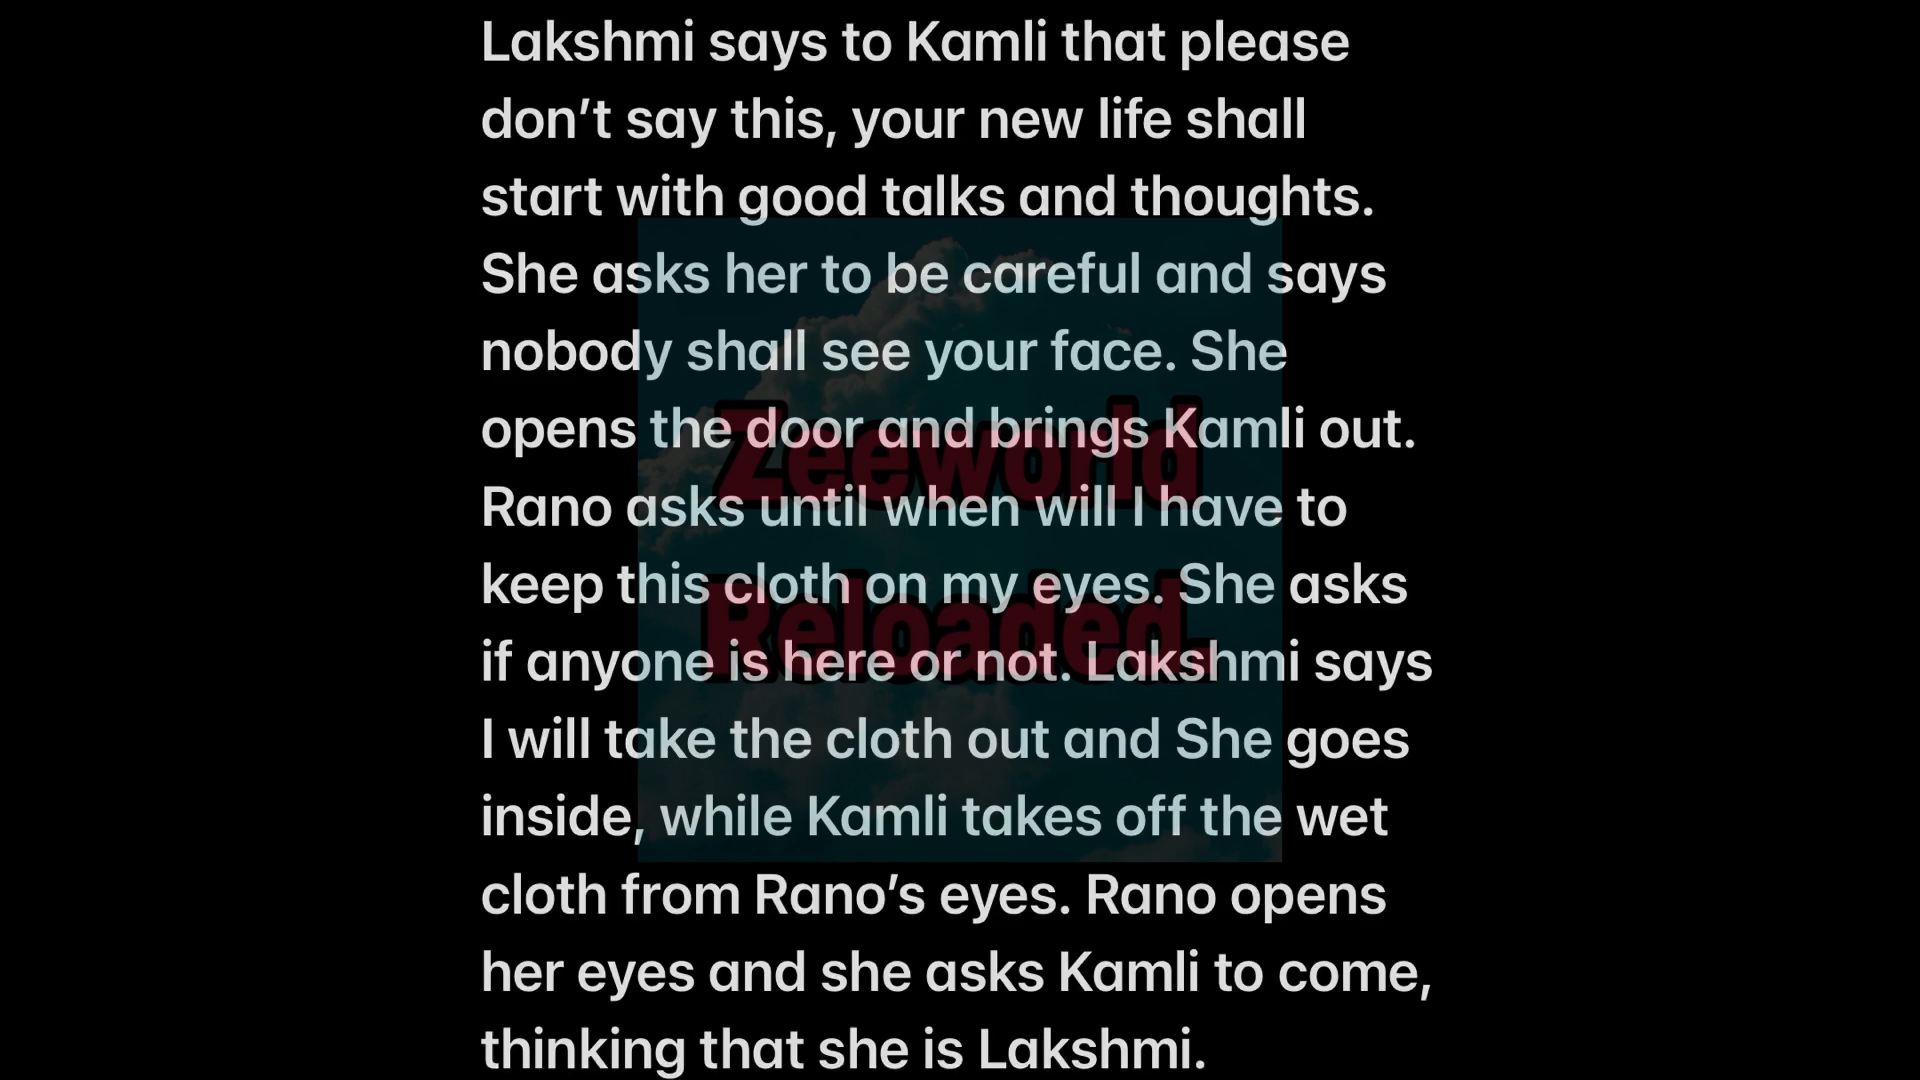 Lakshmi says to Kamli that please
don’t say this, your new life shall
start with good talks and thoughts.
She asks her to be careful and says
nobody shall see your face. She
opens the door and brings Kamli out.
Rano asks until when will I have to
keep this cloth on my eyes. She asks
if anyone is here or not. Lakshmi says
I will take the cloth out and She goes
inside, while Kamli takes off the wet
cloth from Rano’s eyes. Rano opens
her eyes and she asks Kamli to come,
thinking that she is Lakshmi.
Zeeworld
Reloaded.